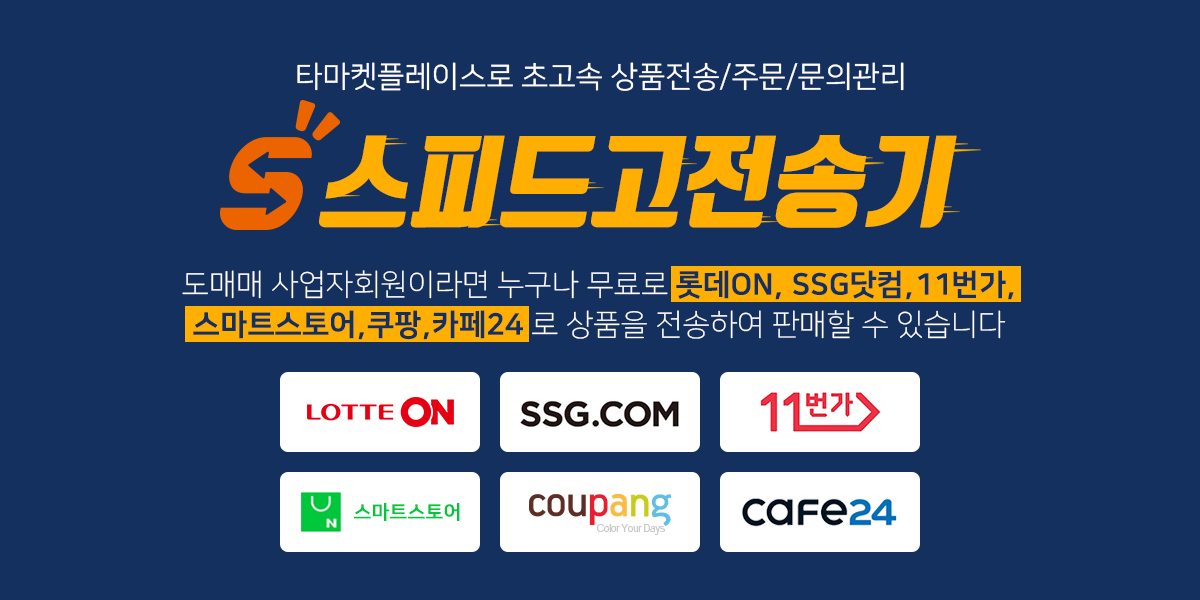 타마켓플레이스로 초고속 상품전송/주문/문의관리
스피드고전송기
도매매 사업자회원이라면 누구나 무료로 롯데ON, SSG닷컴,11번가,
스마트스토어,쿠팡,카페24로 상품을 전송하여 판매할 수 있습니다
LOTTE ON
SSG.COM
11번가
N 스마트스토어
coupang
Color Your Days
cafe24